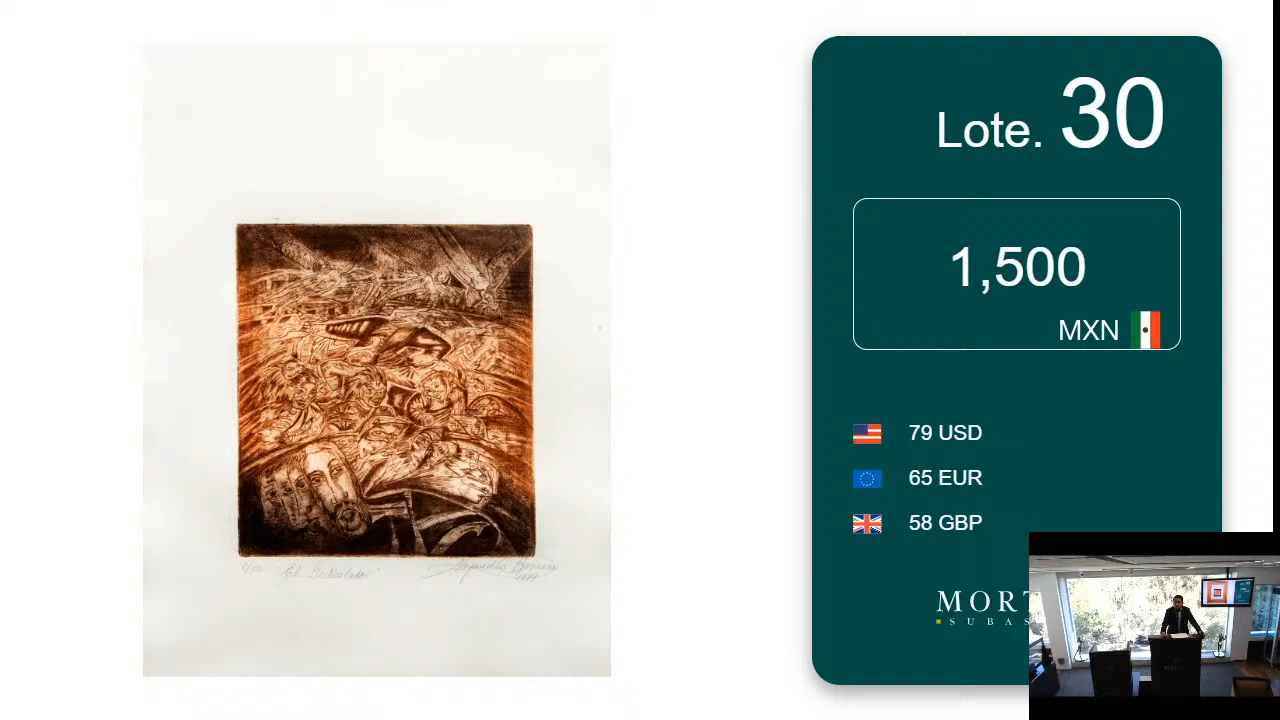 Lote. 30
1,500
MXN
79 USD
65 EUR
58 GBP
MORT
SUBAS